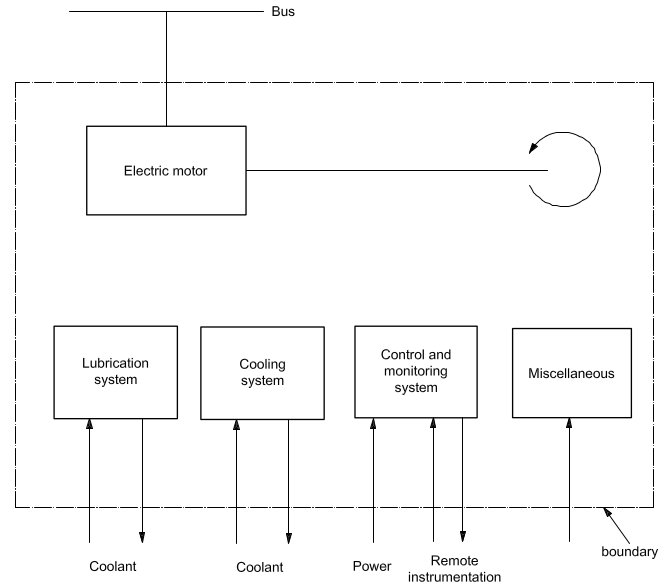 Bus
Electric motor
Lubrication
system
Cooling
system
Control and
monitoring
system
Miscellaneous
Coolant
Coolant
Power
Remote
instrumentation
boundary